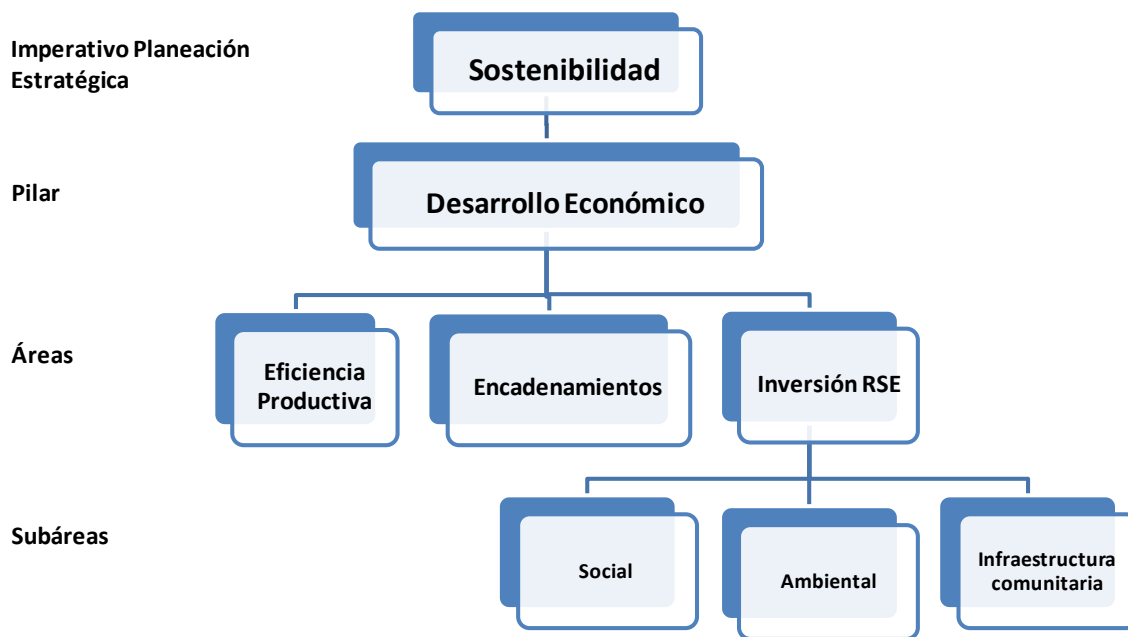 Imperativo Planeación
Estratégica
Sostenibilidad
Pilar
Desarrollo Económico
Áreas
Eficiencia
Productiva
Encadenamientos
Inversión RSE
Subáreas
Social
Ambiental
Infraestructura
comunitaria